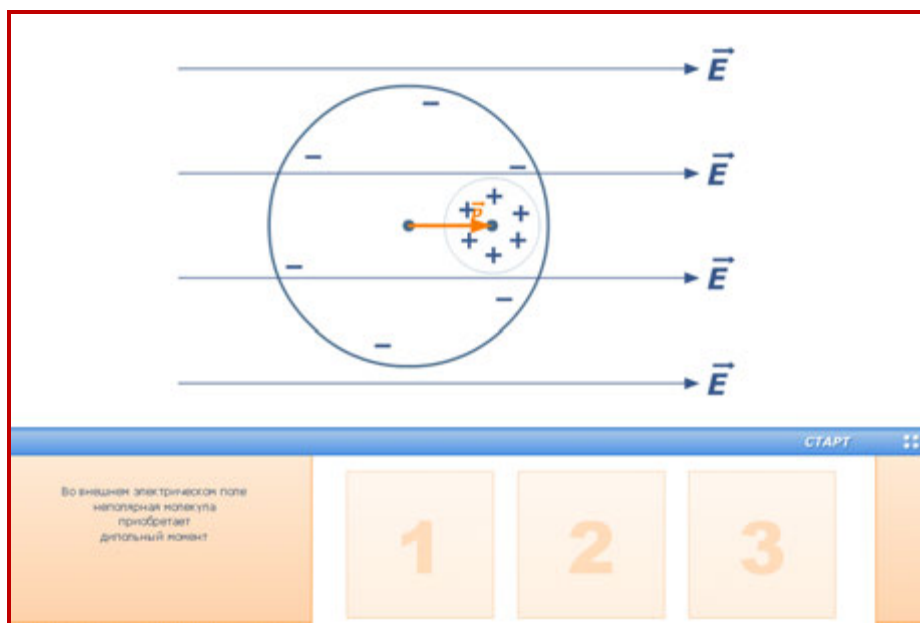 E
E
P
E
E
СТАРТ
Во внешнем электрическом поле
неполярная молекула
приобретает
дипольный момент
1 2 3